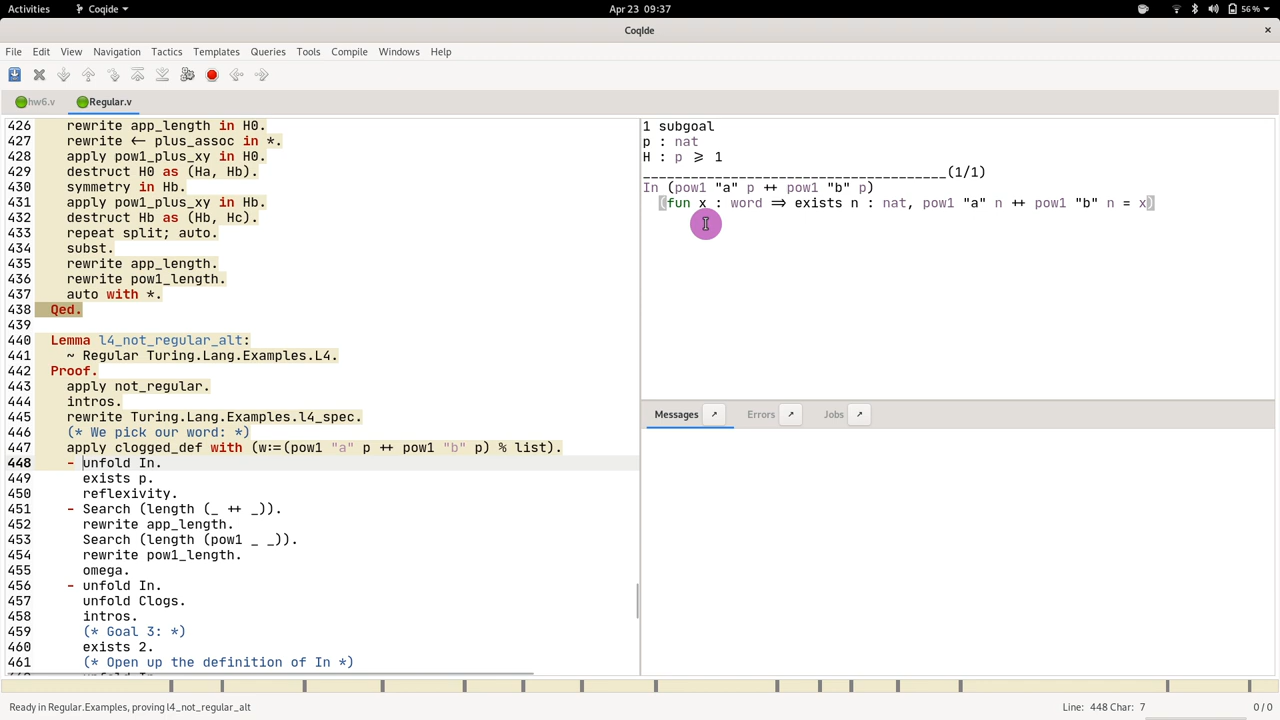 Activities Coqide Apr 23 09:37 56 %
CoqIde
File Edit View Navigation Tactics Templates Queries Tools Compile Windows Help
hw6.v Regular.v
426 rewrite app_length in H0.
427 rewrite <- plus_assoc in *.
428 apply pow1_plus_xy in H0.
429 destruct H0 as (Ha, Hb).
430 symmetry in Hb.
431 apply pow1_plus_xy in Hb.
432 destruct Hb as (Hb, Hc).
433 repeat split; auto.
434 subst.
435 rewrite app_length.
436 rewrite pow1_length.
437 auto with *.
438 Qed.
439
440 Lemma l4_not_regular_alt:
441 ~ Regular Turing.Lang.Examples.L4.
442 Proof.
443 apply not_regular.
444 intros.
445 rewrite Turing.Lang.Examples.l4_spec.
446 (* We pick our word: *)
447 apply clogged_def with (w:=(pow1 "a" p ++ pow1 "b" p) % list).
448 - unfold In.
449 exists p.
450 reflexivity.
451 - Search (length (_ ++ _)).
452 rewrite app_length.
453 Search (length (pow1 _ _)).
454 rewrite pow1_length.
455 omega.
456 - unfold In.
457 unfold Clogs.
458 intros.
459 (* Goal 3: *)
460 exists 2.
461 (* Open up the definition of In *)
1 subgoal
p : nat
H : p >= 1
______________________________________(1/1)
In (pow1 "a" p ++ pow1 "b" p)
(fun x : word => exists n : nat, pow1 "a" n ++ pow1 "b" n = x)
Messages Errors Jobs
Ready in Regular.Examples, proving l4_not_regular_alt Line: 448 Char: 7 0 / 0